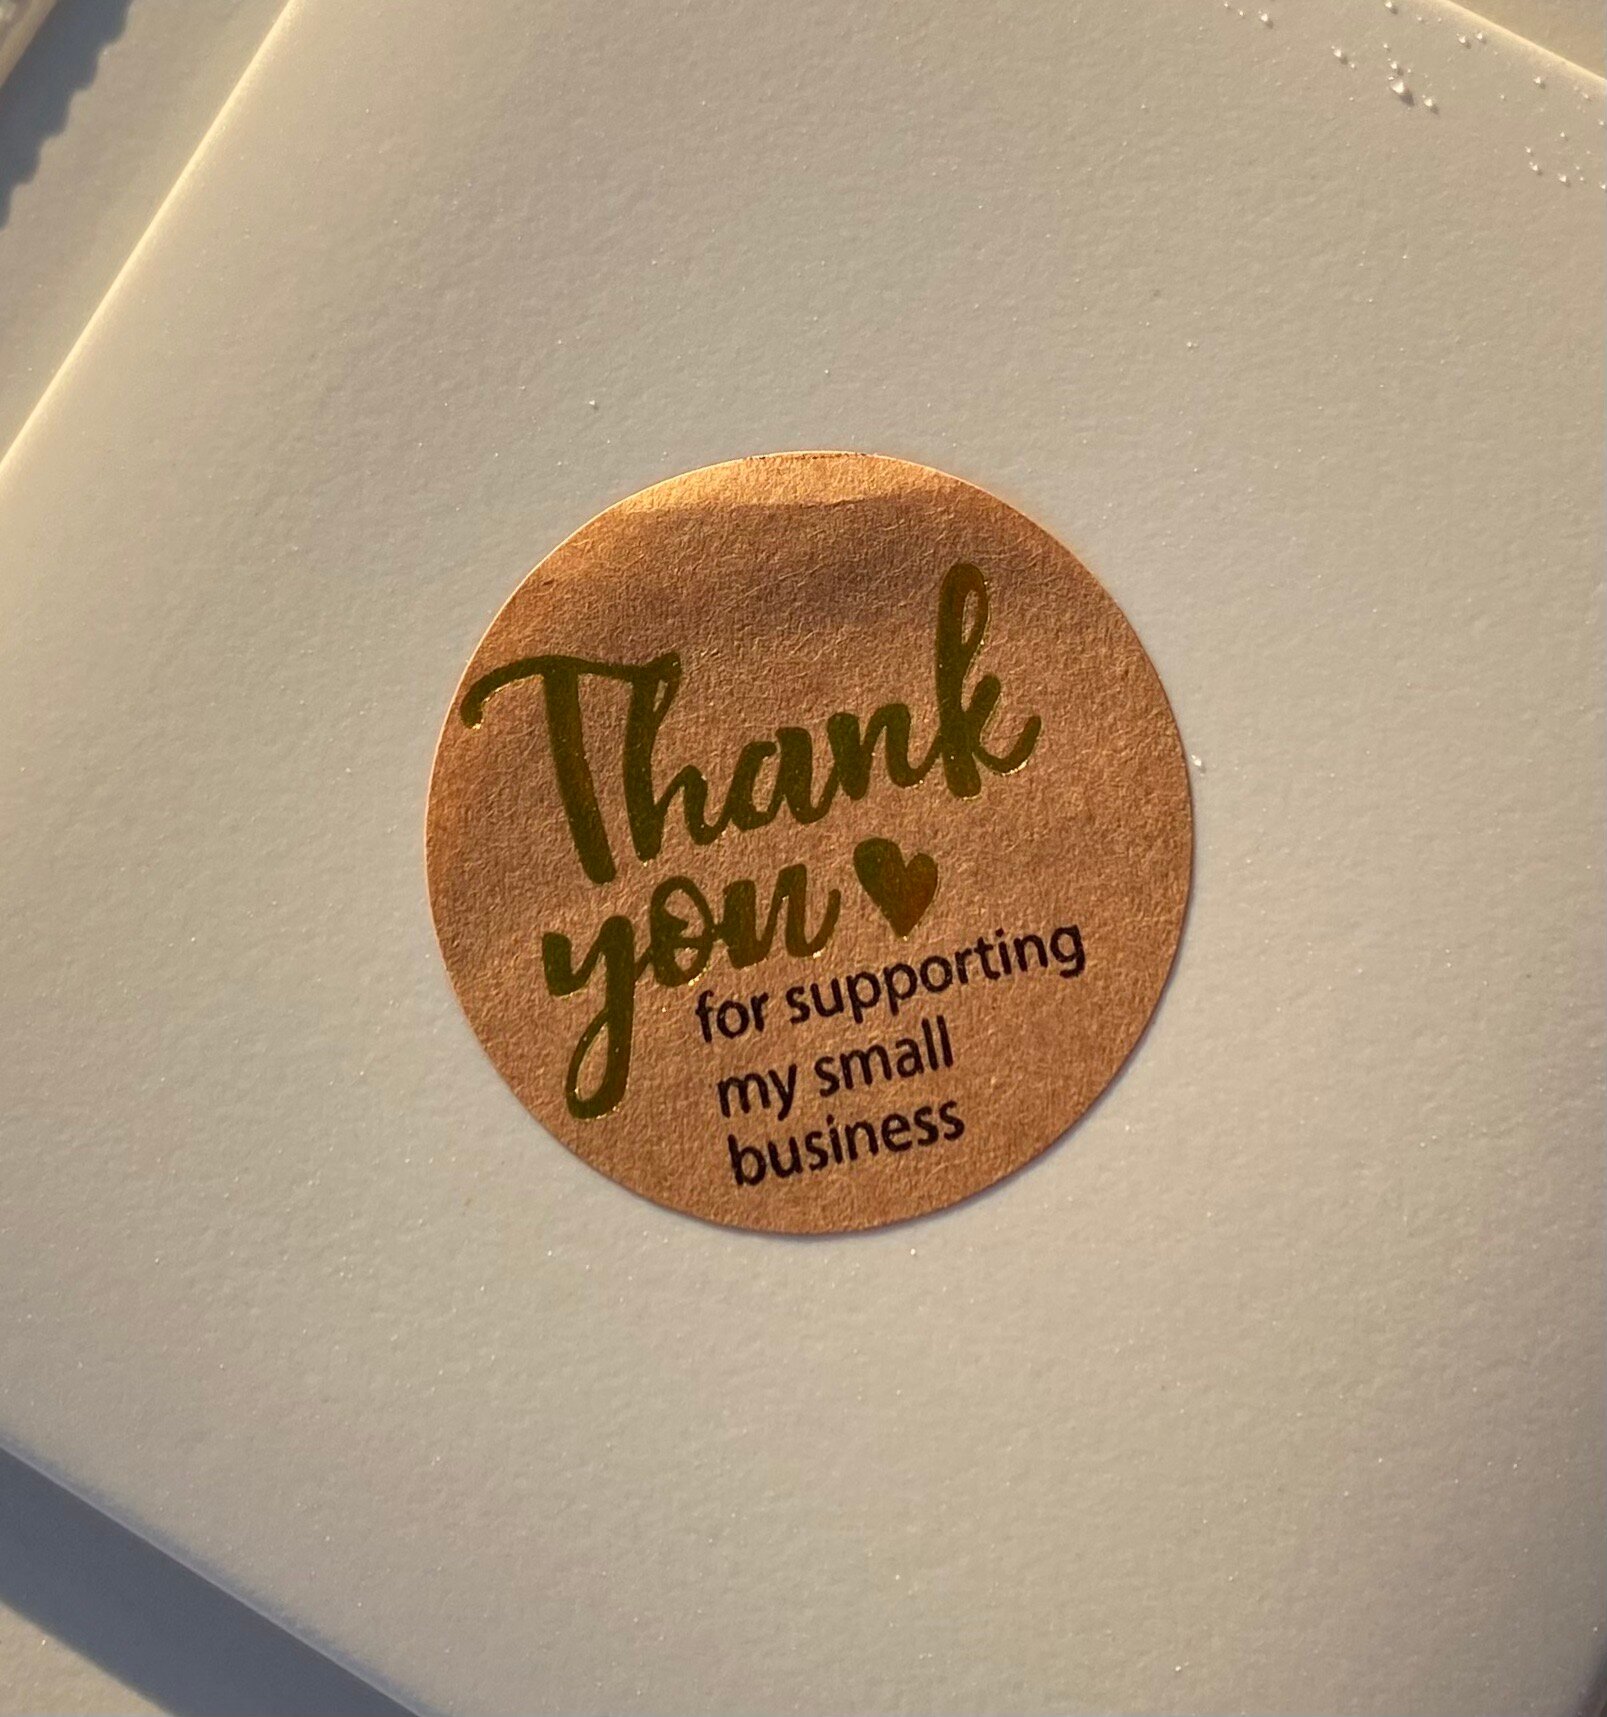 Thank
you
for supporting
my small
business